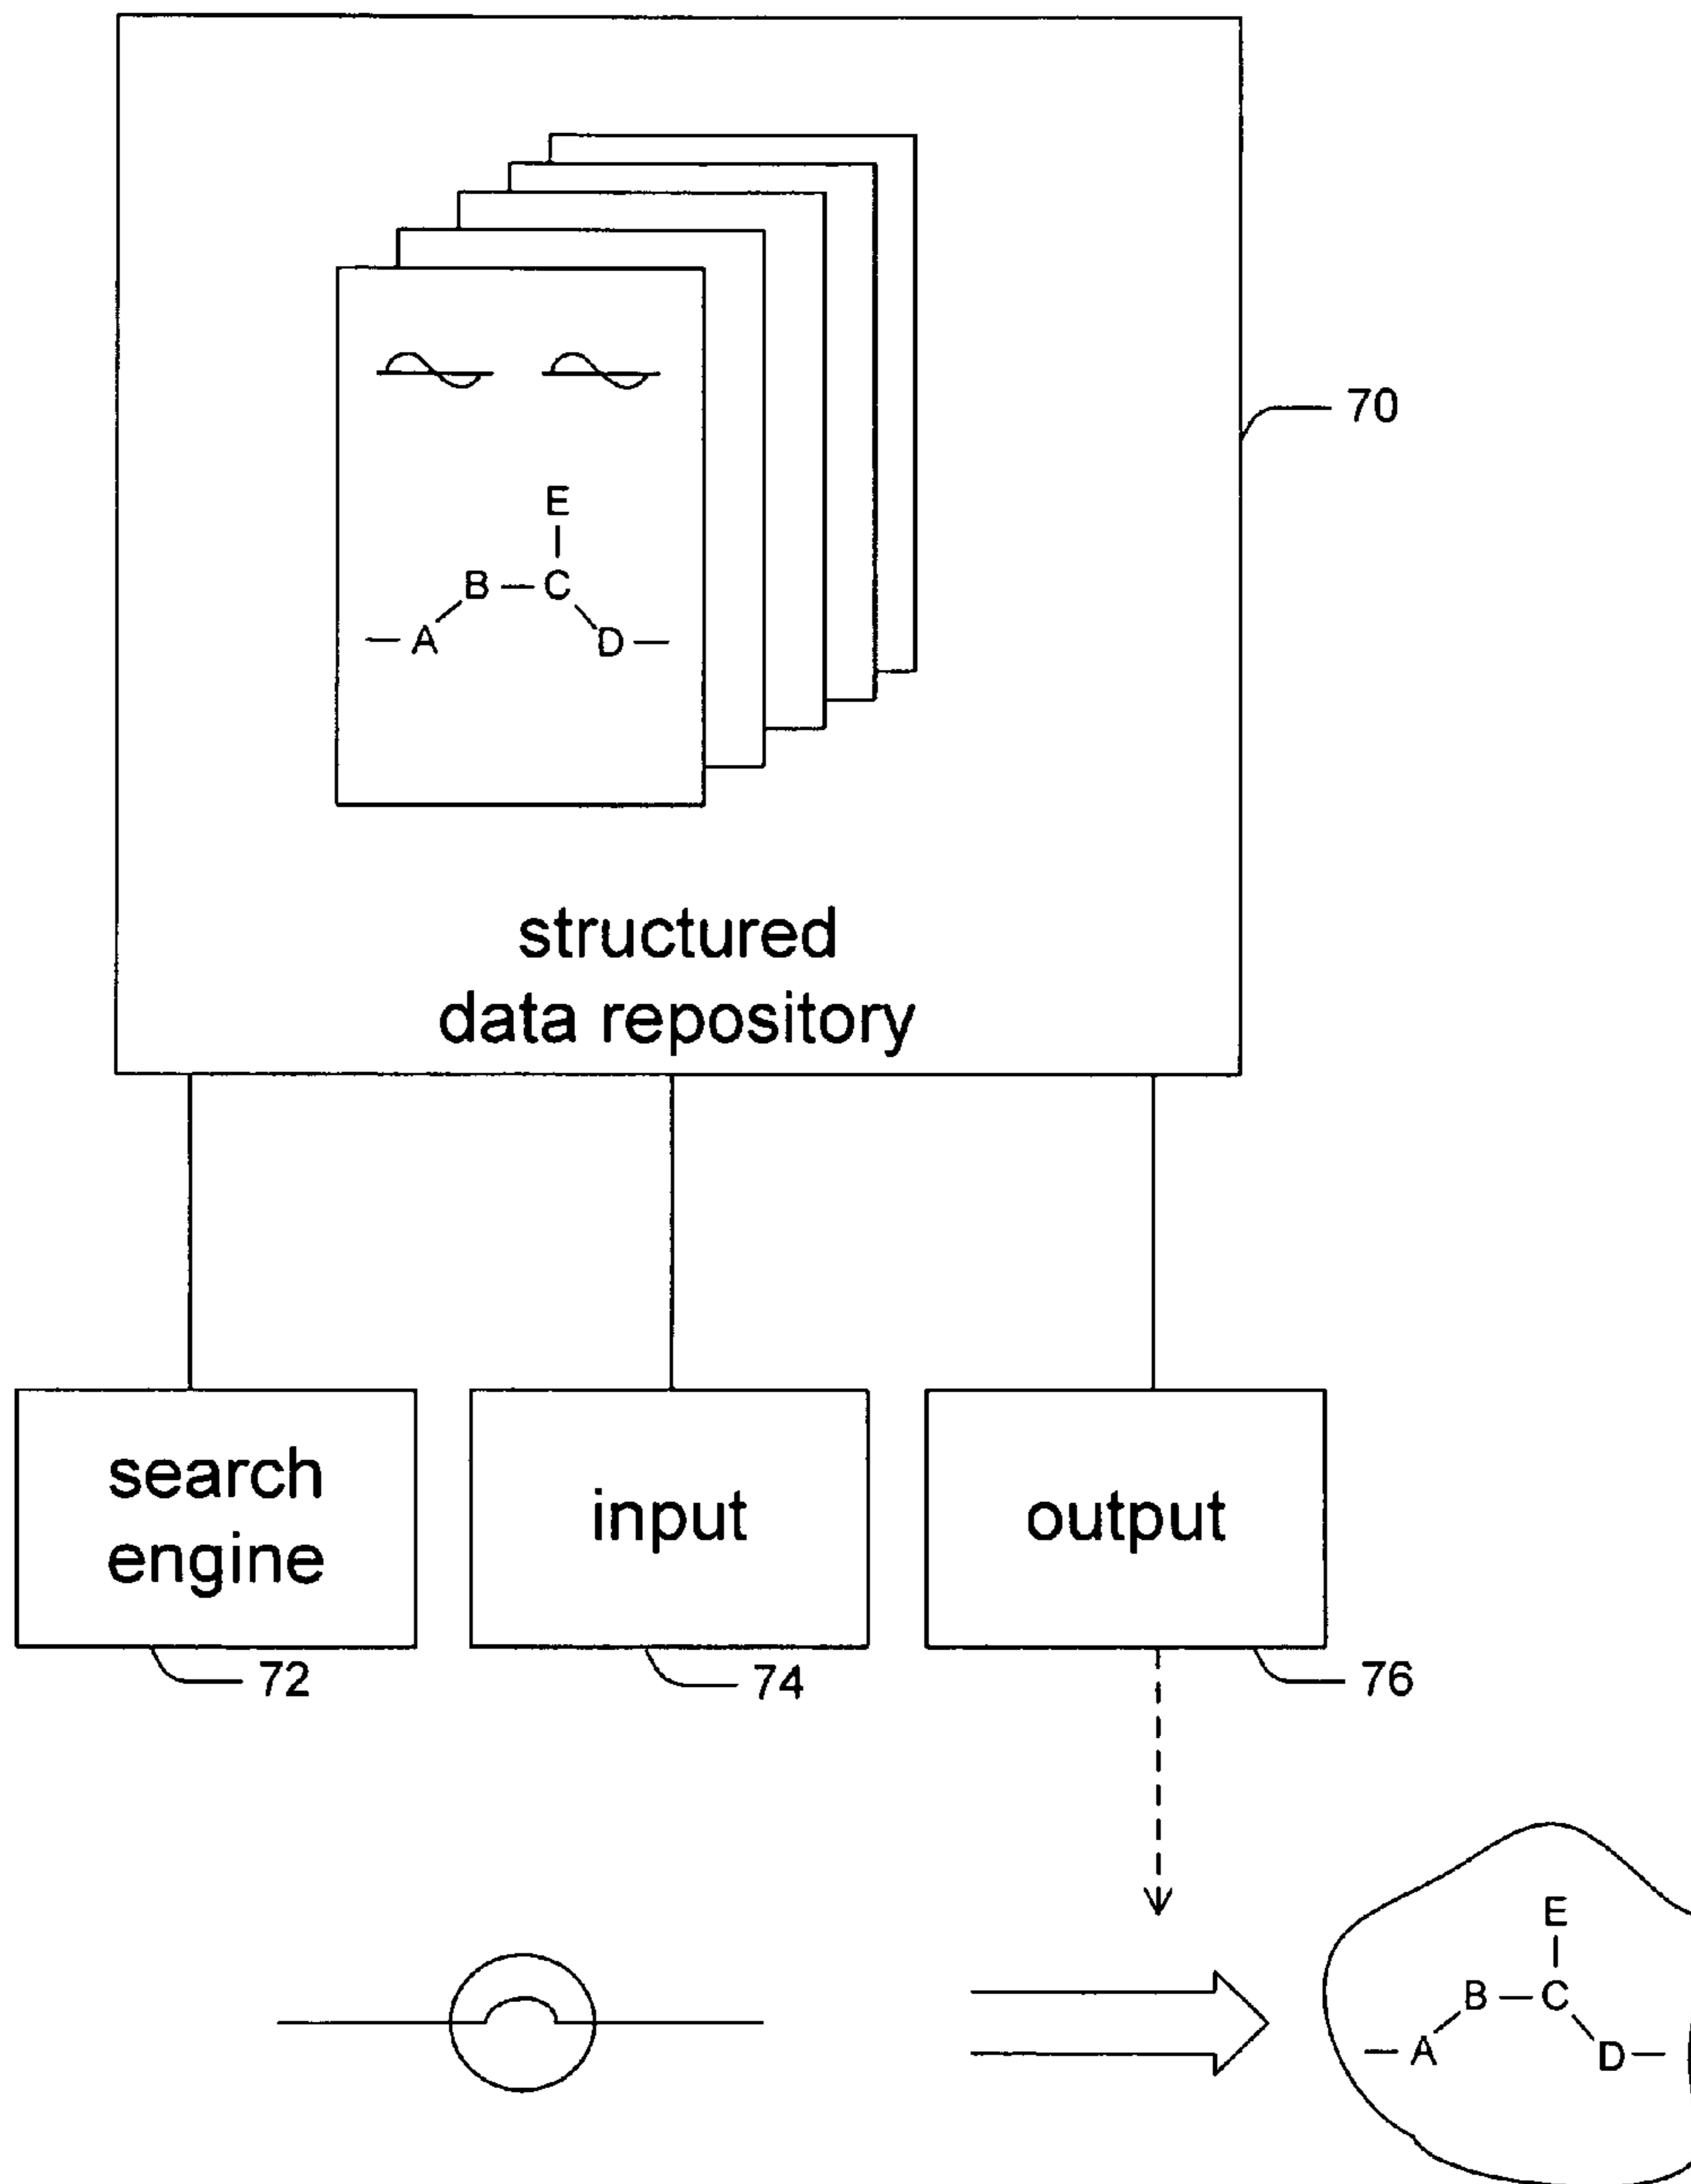 70
E
B — C
— A D —
structured
data repository
search
engine
input
output
72
74
76
E
B — C
— A D —